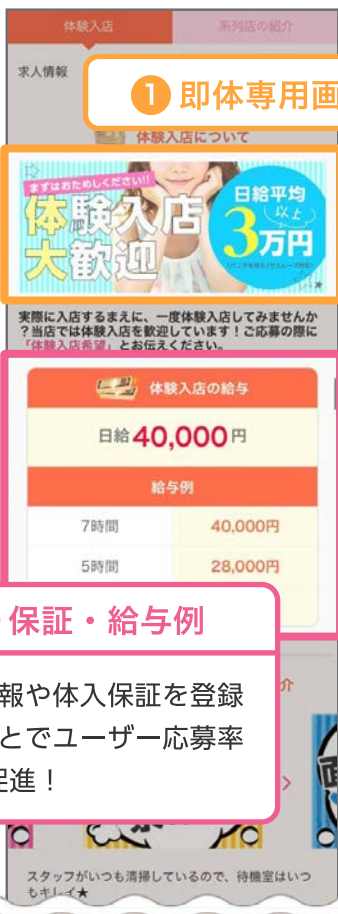 体験入店
系列店の紹介
求人情報
1 即体専用画
体験入店について
まずはおためしください!!
体験入店
大歓迎
日給平均
以上
3万円
実際に入店するまえに、一度体験入店してみませんか
？当店では体験入店を歓迎しています！ご応募の際に
「体験入店希望」とお伝えください。
体験入店の給与
日給40,000円
給与例
7時間 40,000円
5時間 28,000円
保証・給与例
報や体入保証を登録
とでユーザー応募率
促進！
介
スタッフがいつも清掃しているので、待機室はいつ
もキレイ★